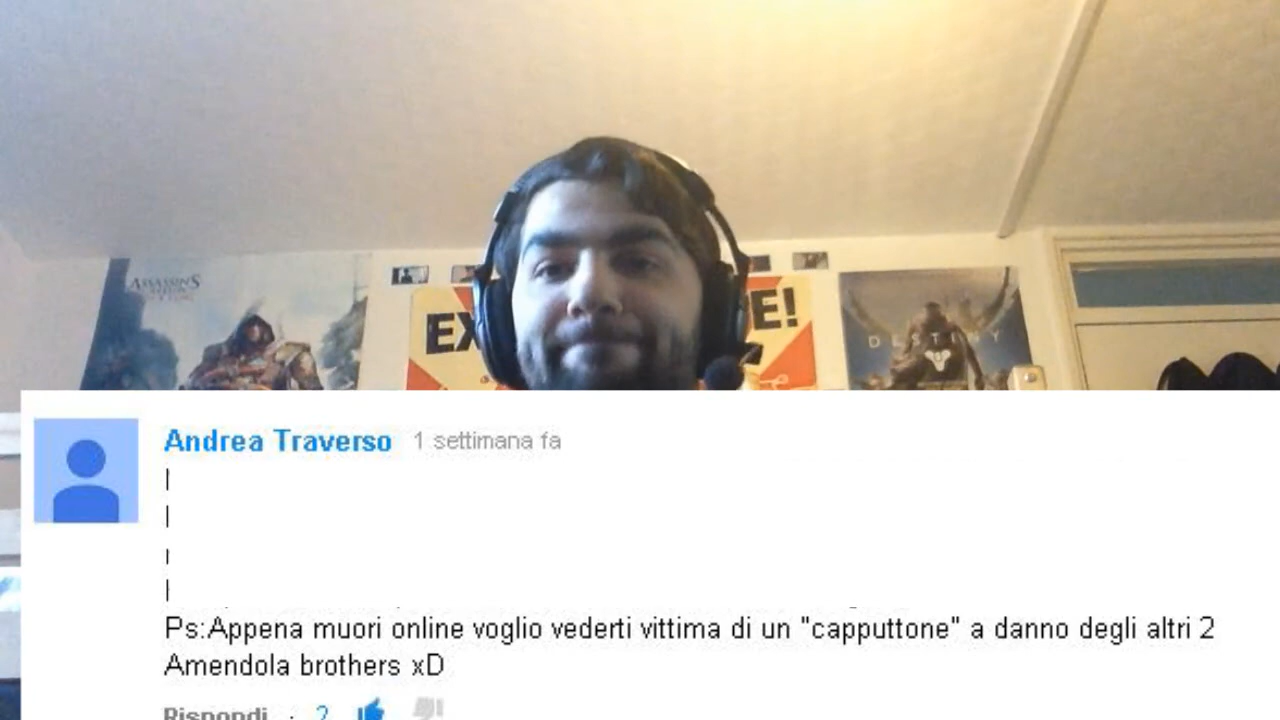 ASSASSIN'S
EX
E!
DESTINY
Andrea Traverso 1 settimana fa
Ps:Appena muori online voglio vederti vittima di un "capputtone" a danno degli altri 2
Amendola brothers xD
Rispondi · 2